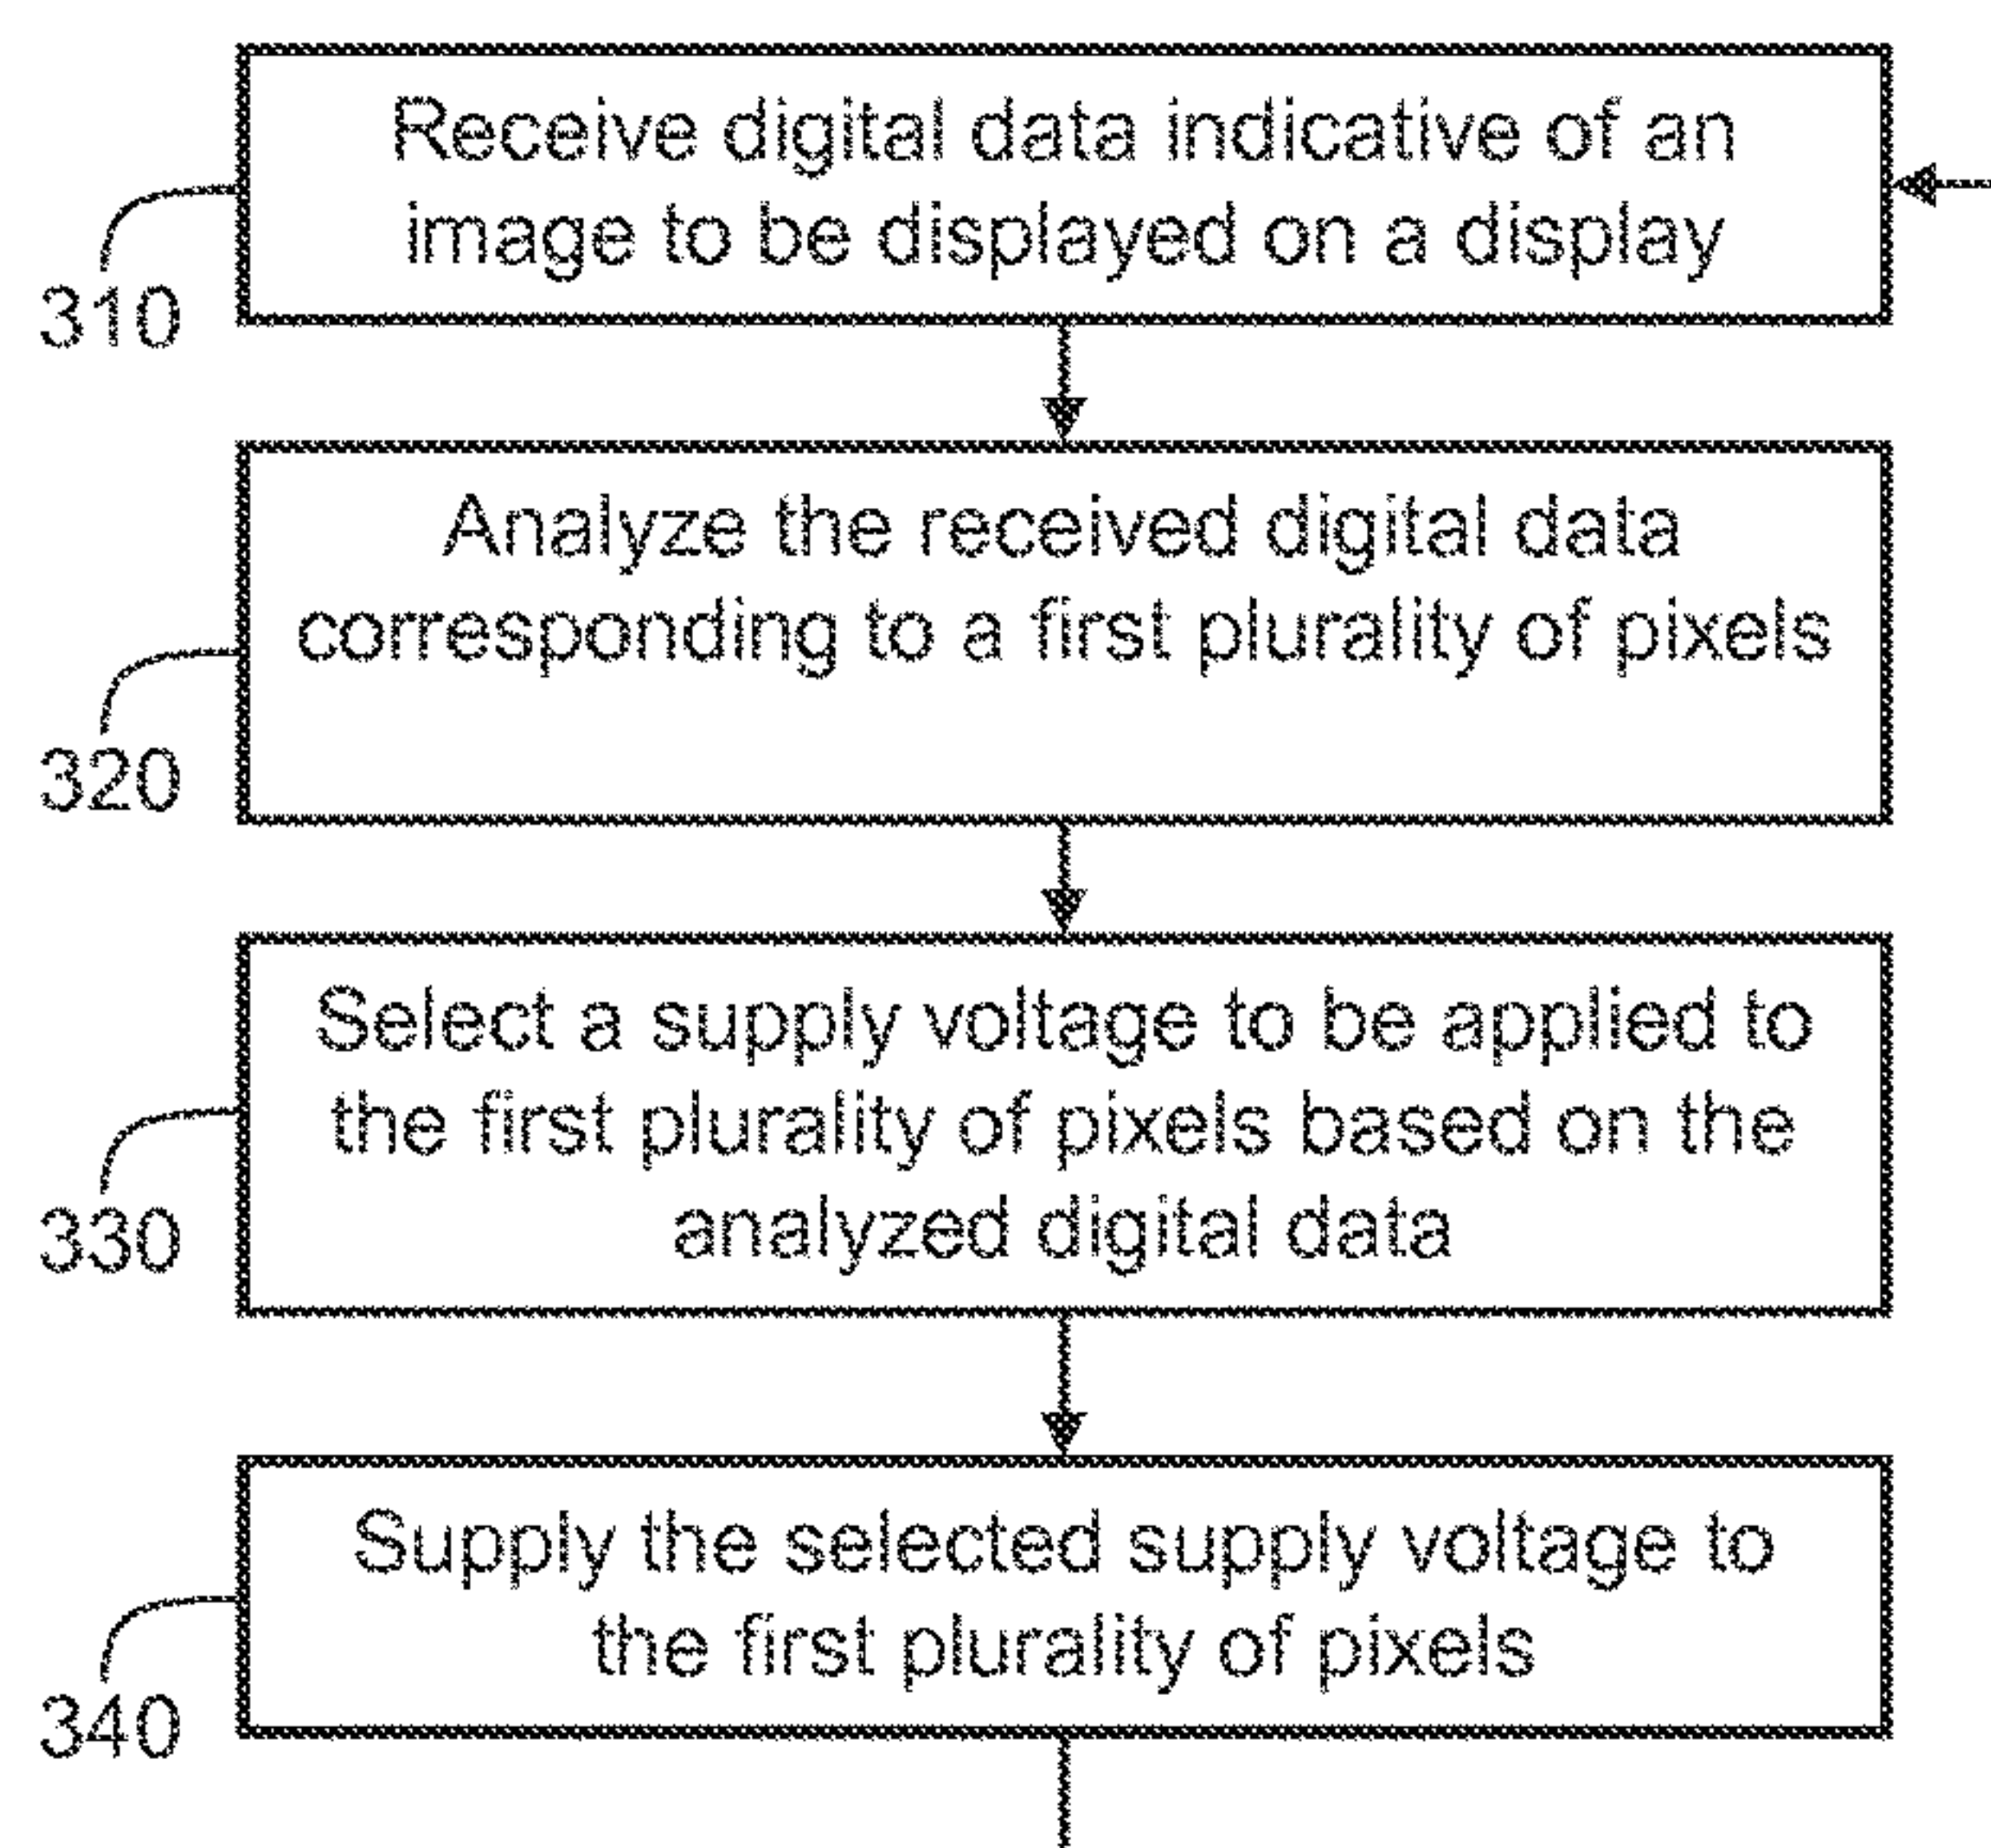 Receive digital data indicative of an
image to be displayed on a display
310
Analyze the received digital data
corresponding to a first plurality of pixels
320
Select a supply voltage to be applied to
the first plurality of pixels based on the
analyzed digital data
330
Supply the selected supply voltage to
the first plurality of pixels
340